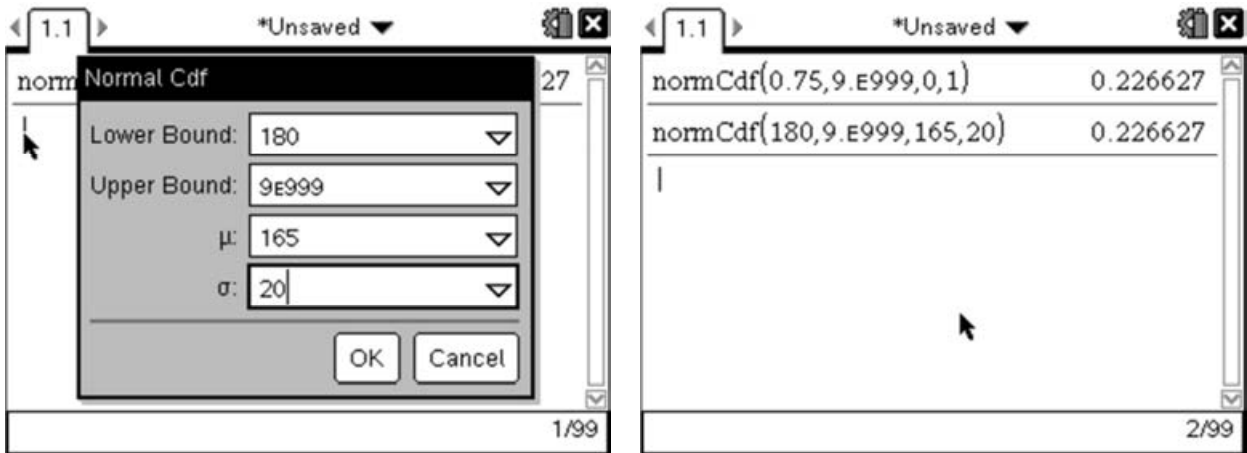 1.1 *Unsaved
norm 27
Normal Cdf
Lower Bound: 180
Upper Bound: 9E999
μ: 165
σ: 20
OK Cancel
1/99
1.1 *Unsaved
normCdf(0.75,9.E999,0,1) 0.226627
normCdf(180,9.E999,165,20) 0.226627
2/99